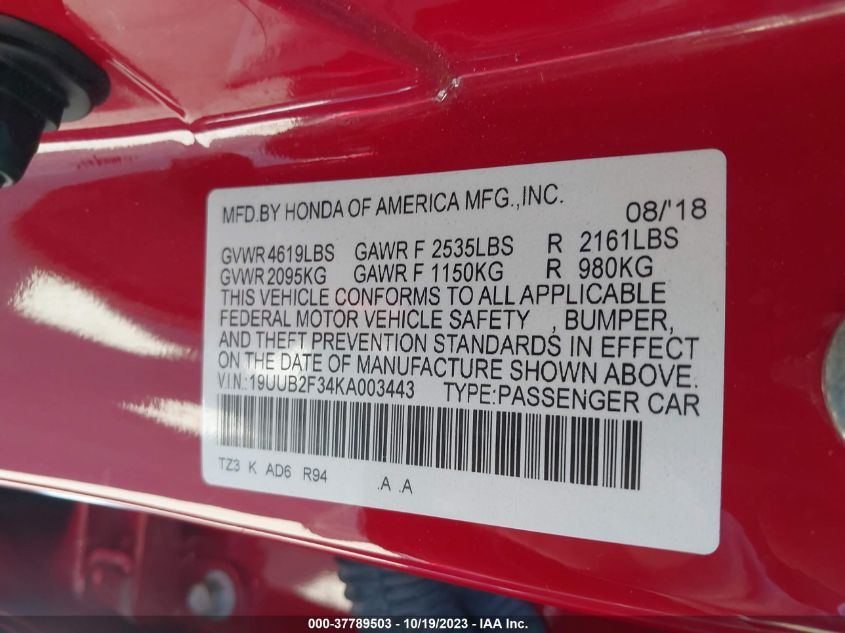 MFD.BY HONDA OF AMERICA MFG.,INC. 08/'18
GVWR 4619LBS GAWR F 2535LBS R 2161LBS
GVWR 2095KG GAWR F 1150KG R 980KG
THIS VEHICLE CONFORMS TO ALL APPLICABLE
FEDERAL MOTOR VEHICLE SAFETY , BUMPER,
AND THEFT PREVENTION STANDARDS IN EFFECT
ON THE DATE OF MANUFACTURE SHOWN ABOVE.
VIN:19UUB2F34KA003443 TYPE:PASSENGER CAR
TZ3 K AD6 R94 .A .A
000-37789503 - 10/19/2023 - IAA Inc.